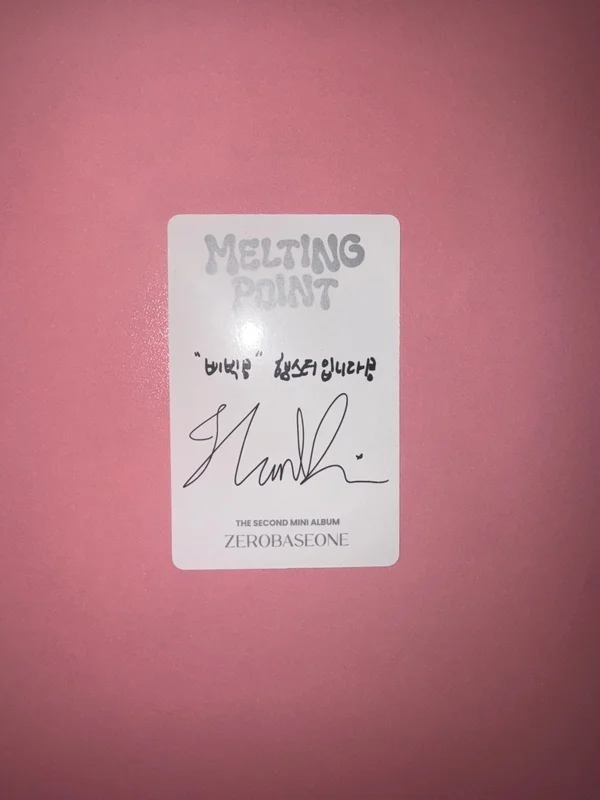 MELTING
POINT
햄스터입니다
THE SECOND MINI ALBUM
ZEROBASEONE